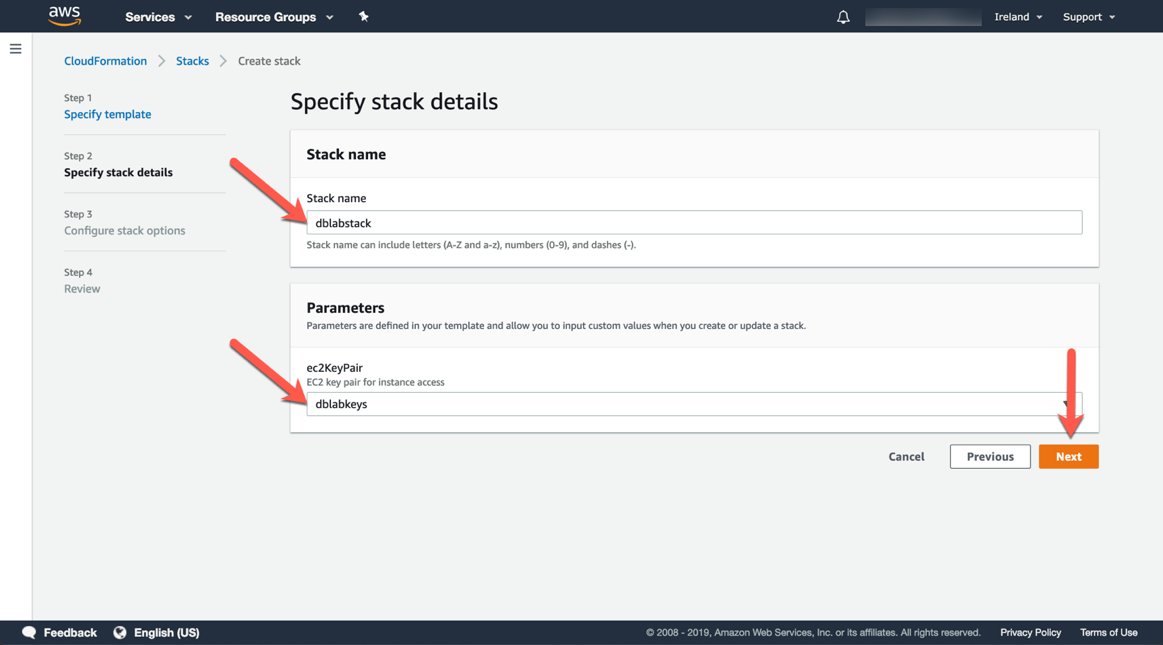 aws
Services
Resource Groups
Ireland
Support
CloudFormation
Stacks
Create stack
Step 1
Specify template
Step 2
Specify stack details
Step 3
Configure stack options
Step 4
Review
Specify stack details
Stack name
Stack name
dblabstack
Stack name can include letters (A-Z and a-z), numbers (0-9), and dashes (-).
Parameters
Parameters are defined in your template and allow you to input custom values when you create or update a stack.
ec2KeyPair
EC2 key pair for instance access
dblabkeys
Cancel
Previous
Next
Feedback
English (US)
© 2008 - 2019, Amazon Web Services, Inc. or its affiliates. All rights reserved.
Privacy Policy
Terms of Use